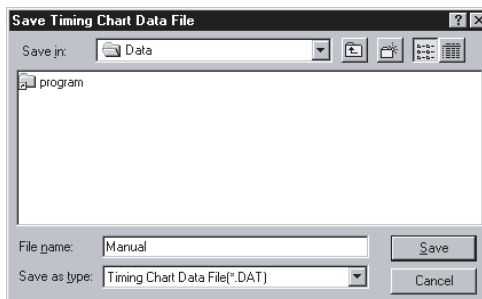 Save Timing Chart Data File
Save in: Data
program
File name: Manual Save
Save as type: Timing Chart Data File(*.DAT) Cancel